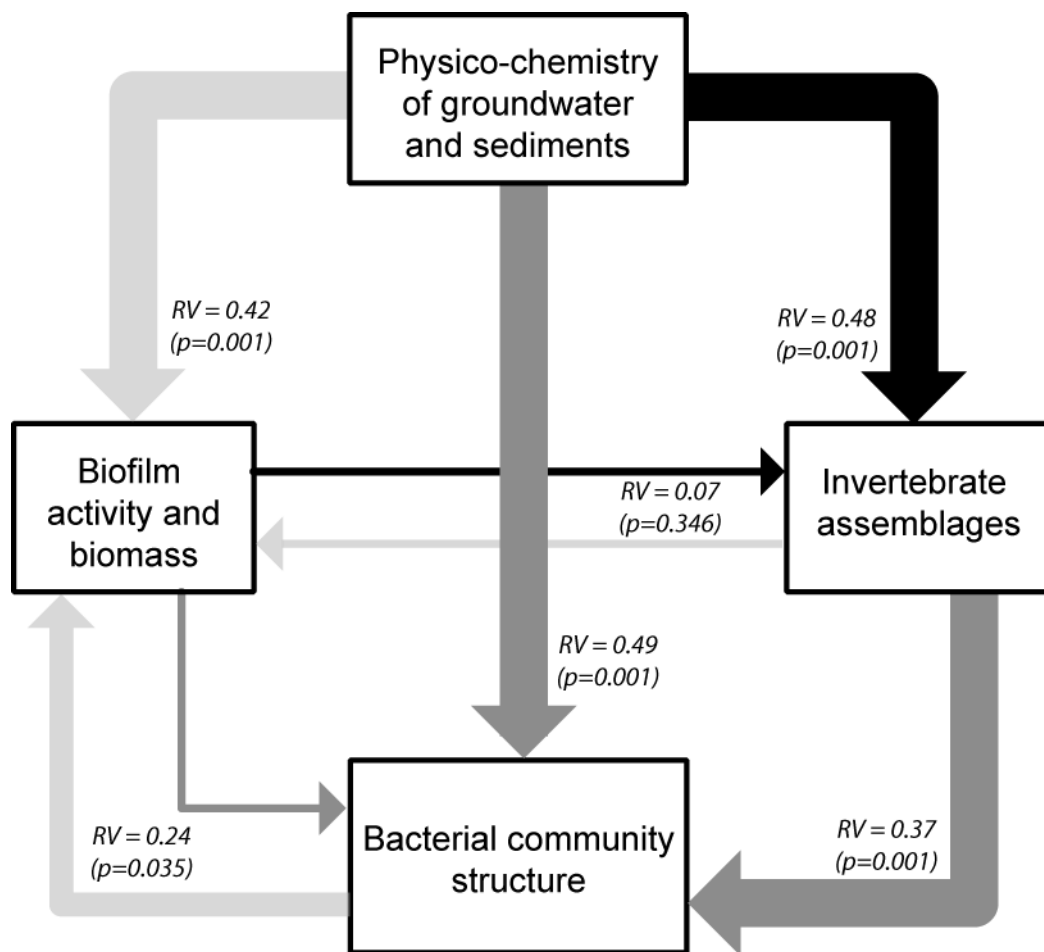 Physico-chemistry
of groundwater
and sediments
RV = 0.42
(p=0.001)
RV = 0.48
(p=0.001)
Biofilm
activity and
biomass
RV = 0.07
(p=0.346)
Invertebrate
assemblages
RV = 0.49
(p=0.001)
RV = 0.24
(p=0.035)
Bacterial community
structure
RV = 0.37
(p=0.001)